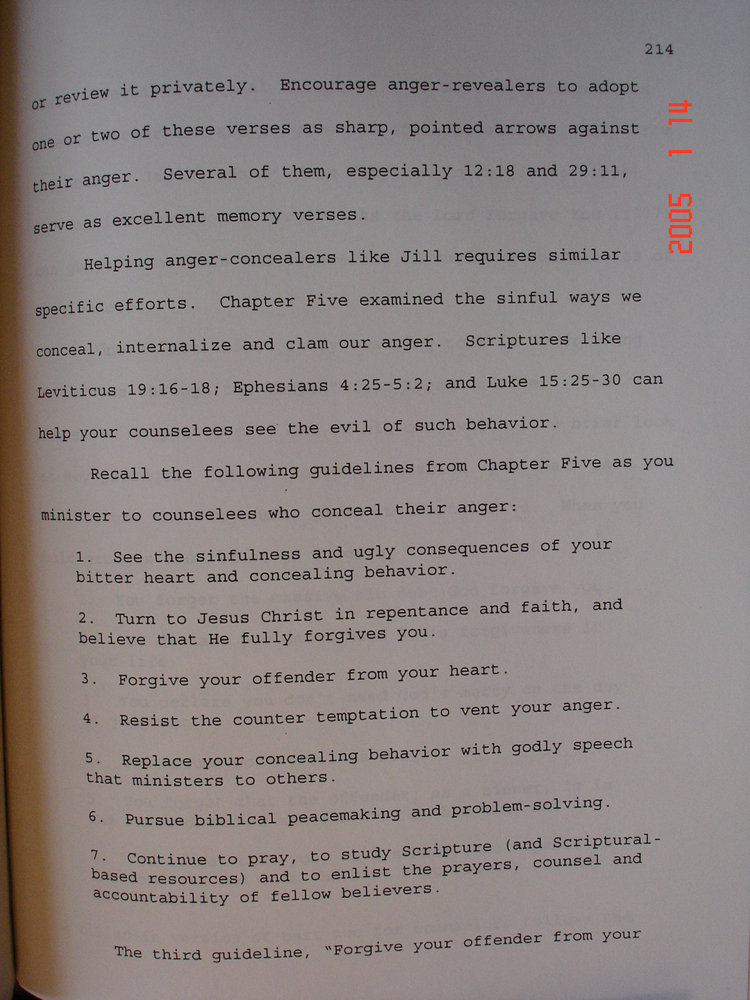 214
or review it privately. Encourage anger-revealers to adopt
one or two of these verses as sharp, pointed arrows against
their anger. Several of them, especially 12:18 and 29:11,
serve as excellent memory verses.
Helping anger-concealers like Jill requires similar
specific efforts. Chapter Five examined the sinful ways we
conceal, internalize and clam our anger. Scriptures like
Leviticus 19:16-18; Ephesians 4:25-5:2; and Luke 15:25-30 can
help your counselees see the evil of such behavior.
Recall the following guidelines from Chapter Five as you
minister to counselees who conceal their anger:
1. See the sinfulness and ugly consequences of your
bitter heart and concealing behavior.
2. Turn to Jesus Christ in repentance and faith, and
believe that He fully forgives you.
3. Forgive your offender from your heart.
4. Resist the counter temptation to vent your anger.
5. Replace your concealing behavior with godly speech
that ministers to others.
6. Pursue biblical peacemaking and problem-solving.
7. Continue to pray, to study Scripture (and Scriptural-
based resources) and to enlist the prayers, counsel and
accountability of fellow believers.
The third guideline, "Forgive your offender from your
2005 1 14